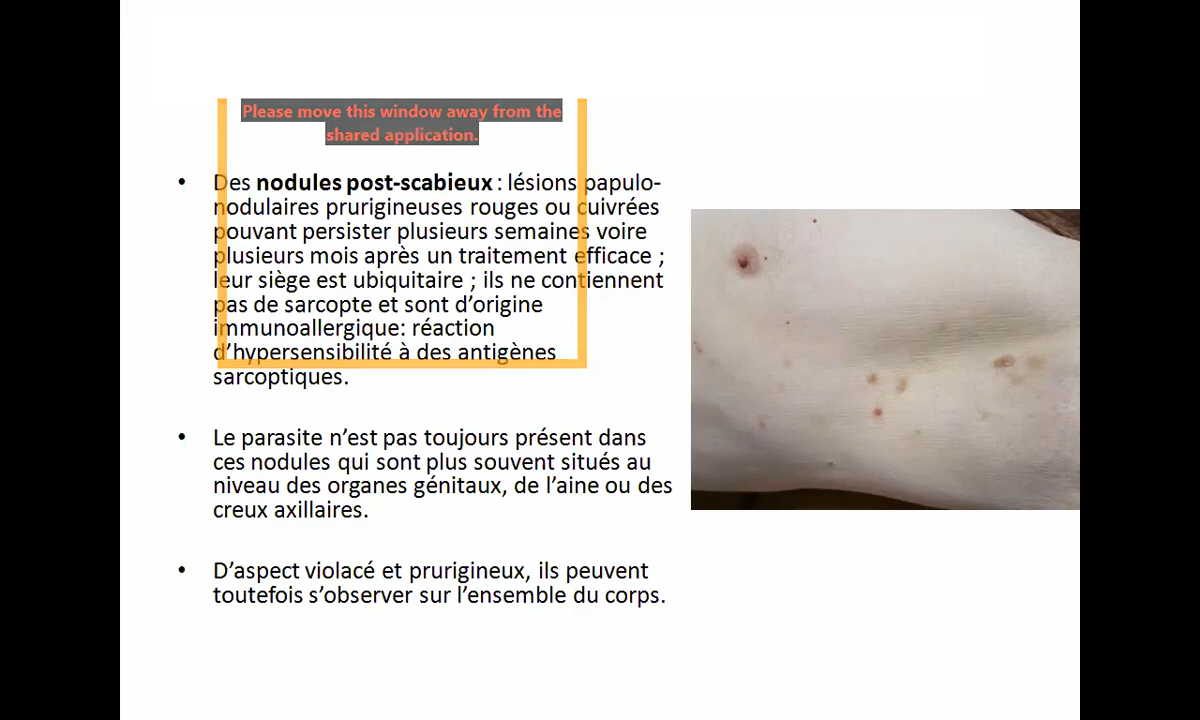 Please move this window away from the
shared application.
• Des nodules post-scabieux : lésions papulo-
nodulaires prurigineuses rouges ou cuivrées
pouvant persister plusieurs semaines voire
plusieurs mois après un traitement efficace ;
leur siège est ubiquitaire ; ils ne contiennent
pas de sarcopte et sont d’origine
immunoallergique: réaction
d’hypersensibilité à des antigènes
sarcoptiques.
• Le parasite n’est pas toujours présent dans
ces nodules qui sont plus souvent situés au
niveau des organes génitaux, de l’aine ou des
creux axillaires.
• D’aspect violacé et prurigineux, ils peuvent
toutefois s’observer sur l’ensemble du corps.